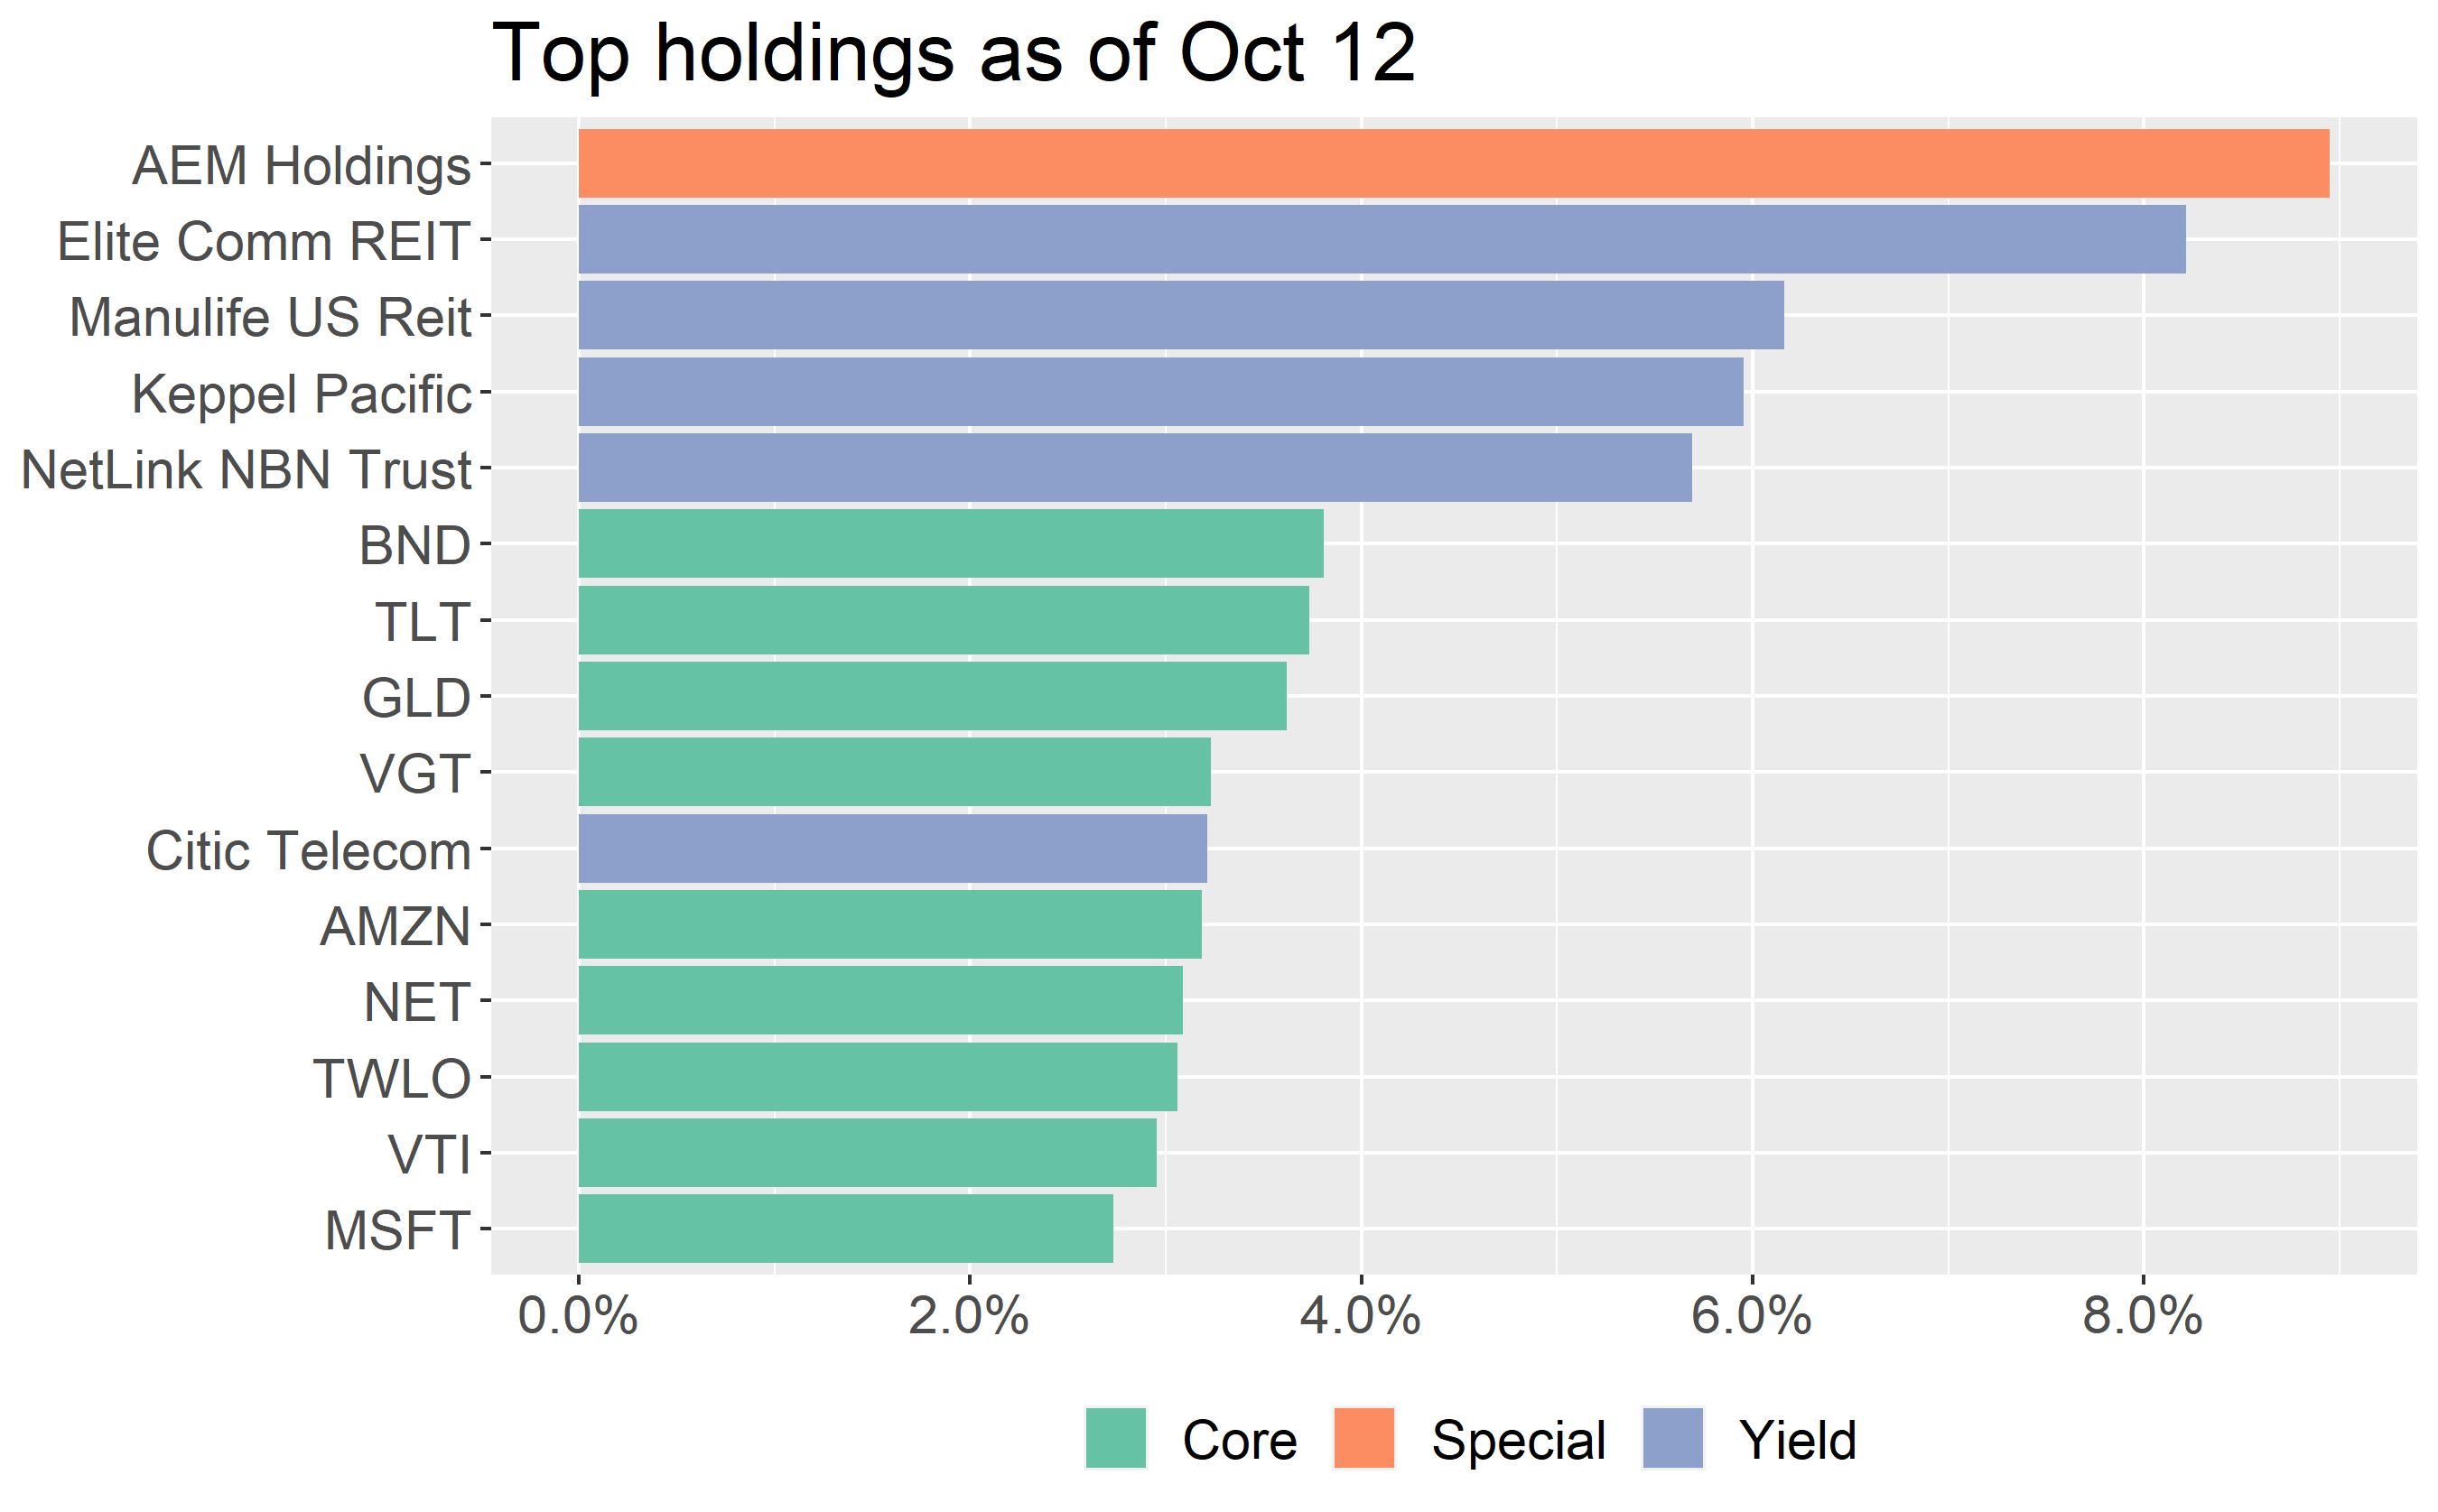 Top holdings as of Oct 12
AEM Holdings
Elite Comm REIT
Manulife US Reit
Keppel Pacific
NetLink NBN Trust
BND
TLT
GLD
VGT
Citic Telecom
AMZN
NET
TWLO
VTI
MSFT
0.0% 2.0% 4.0% 6.0% 8.0%
Core Special Yield